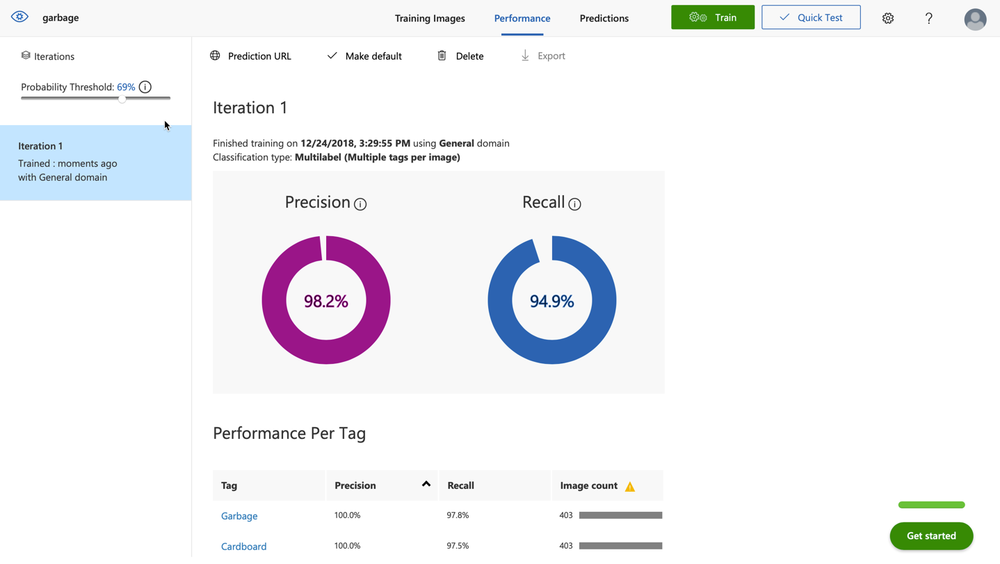 garbage
Training Images
Performance
Predictions
Train
Quick Test
?
Iterations
Probability Threshold: 69%
Iteration 1
Trained : moments ago
with General domain
Prediction URL
Make default
Delete
Export
Iteration 1
Finished training on 12/24/2018, 3:29:55 PM using General domain
Classification type: Multilabel (Multiple tags per image)
Precision
Recall
98.2%
94.9%
Performance Per Tag
Tag Precision Recall Image count
Garbage 100.0% 97.8% 403
Cardboard 100.0% 97.5% 403
Get started